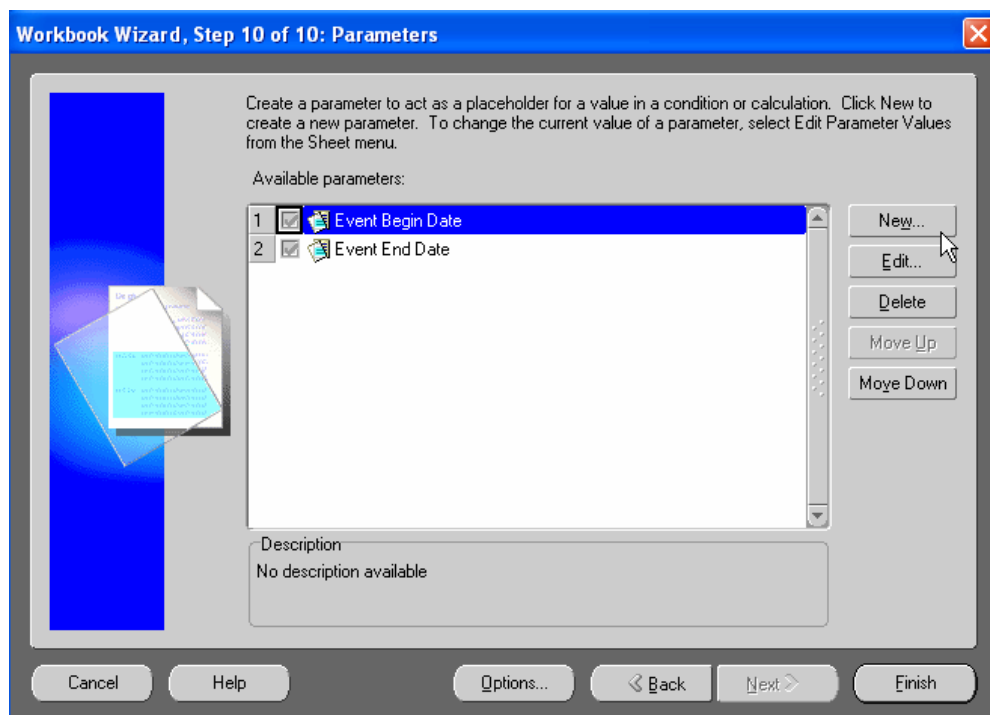 Workbook Wizard, Step 10 of 10: Parameters
Create a parameter to act as a placeholder for a value in a condition or calculation. Click New to
create a new parameter. To change the current value of a parameter, select Edit Parameter Values
from the Sheet menu.
Available parameters:
1 Event Begin Date
2 Event End Date
New...
Edit...
Delete
Move Up
Move Down
Description
No description available
Cancel
Help
Options...
Back
Next
Finish